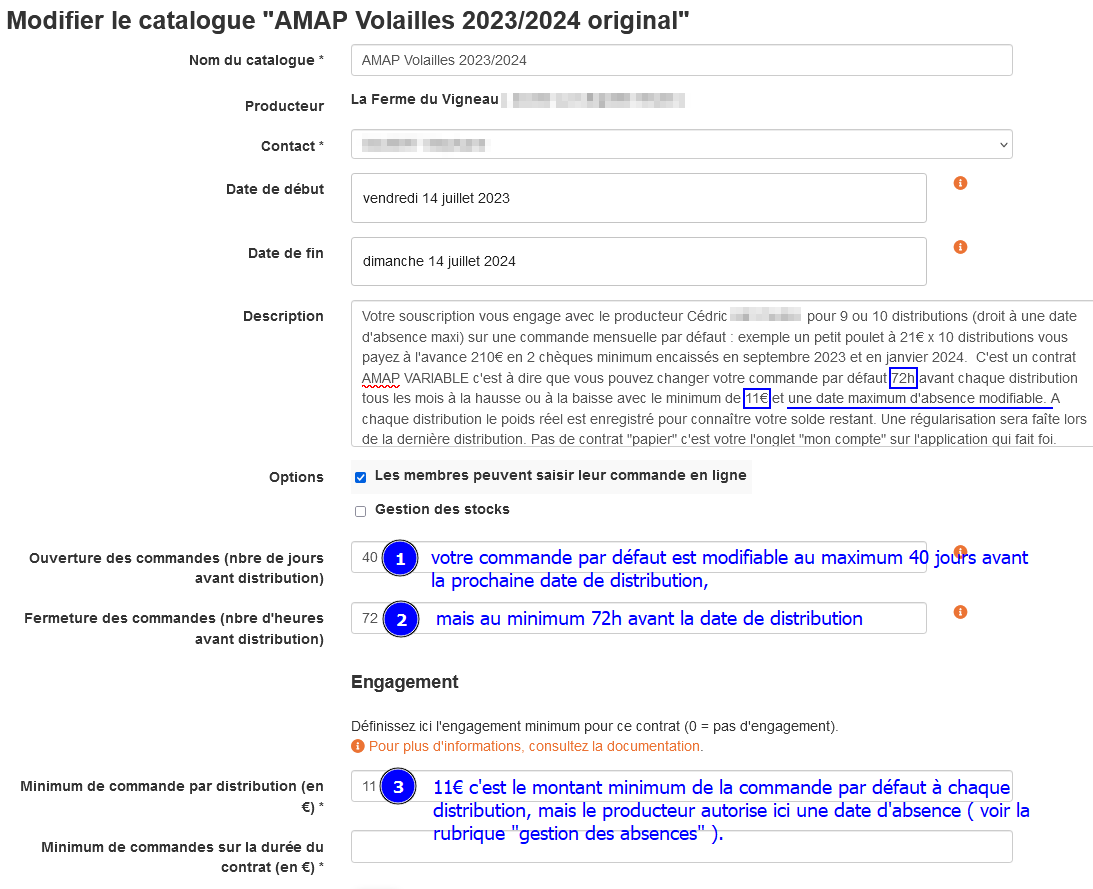 Modifier le catalogue "AMAP Volailles 2023/2024 original"
Nom du catalogue *
AMAP Volailles 2023/2024
Producteur
La Ferme du Vigneau
Contact *
Date de début
vendredi 14 juillet 2023
Date de fin
dimanche 14 juillet 2024
Description
Votre souscription vous engage avec le producteur Cédric pour 9 ou 10 distributions (droit à une date
d'absence maxi) sur une commande mensuelle par défaut : exemple un petit poulet à 21€ x 10 distributions vous
payez à l'avance 210€ en 2 chèques minimum encaissés en septembre 2023 et en janvier 2024. C'est un contrat
AMAP VARIABLE c'est à dire que vous pouvez changer votre commande par défaut 72h avant chaque distribution
tous les mois à la hausse ou à la baisse avec le minimum de 11€ et une date maximum d'absence modifiable. A
chaque distribution le poids réel est enregistré pour connaître votre solde restant. Une régularisation sera faîte lors
de la dernière distribution. Pas de contrat "papier" c'est votre l'onglet "mon compte" sur l'application qui fait foi.
Options
Les membres peuvent saisir leur commande en ligne
Gestion des stocks
Ouverture des commandes (nbre de jours
avant distribution)
40
1
votre commande par défaut est modifiable au maximum 40 jours avant
la prochaine date de distribution,
Fermeture des commandes (nbre d'heures
avant distribution)
72
2
mais au minimum 72h avant la date de distribution
Engagement
Définissez ici l'engagement minimum pour ce contrat (0 = pas d'engagement).
Pour plus d'informations, consultez la documentation.
Minimum de commande par distribution (en
€) *
11
3
11€ c'est le montant minimum de la commande par défaut à chaque
distribution, mais le producteur autorise ici une date d'absence ( voir la
rubrique "gestion des absences" ).
Minimum de commandes sur la durée du
contrat (en €) *